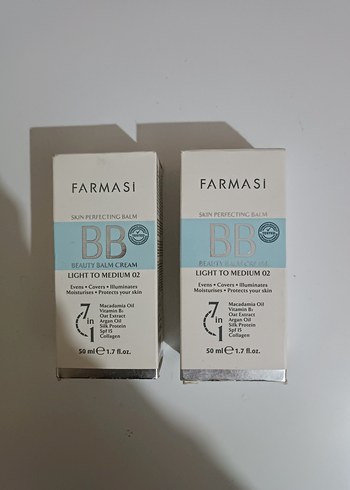 FARMASİ
SKIN PERFECTING BALM
BB
BEAUTY BALM CREAM
LIGHT TO MEDIUM 02
Evens • Covers • Illuminates
Moisturises • Protects your skin
7 in 1
Macadamia Oil
Vitamin B5
Oat Extract
Argan Oil
Silk Protein
Spf 15
Collagen
50 ml e 1.7 fl.oz.
FARMASİ
SKIN PERFECTING BALM
BB
BEAUTY BALM CREAM
LIGHT TO MEDIUM 02
Evens • Covers • Illuminates
Moisturises • Protects your skin
7 in 1
Macadamia Oil
Vitamin B5
Oat Extract
Argan Oil
Silk Protein
Spf 15
Collagen
50 ml e 1.7 fl.oz.